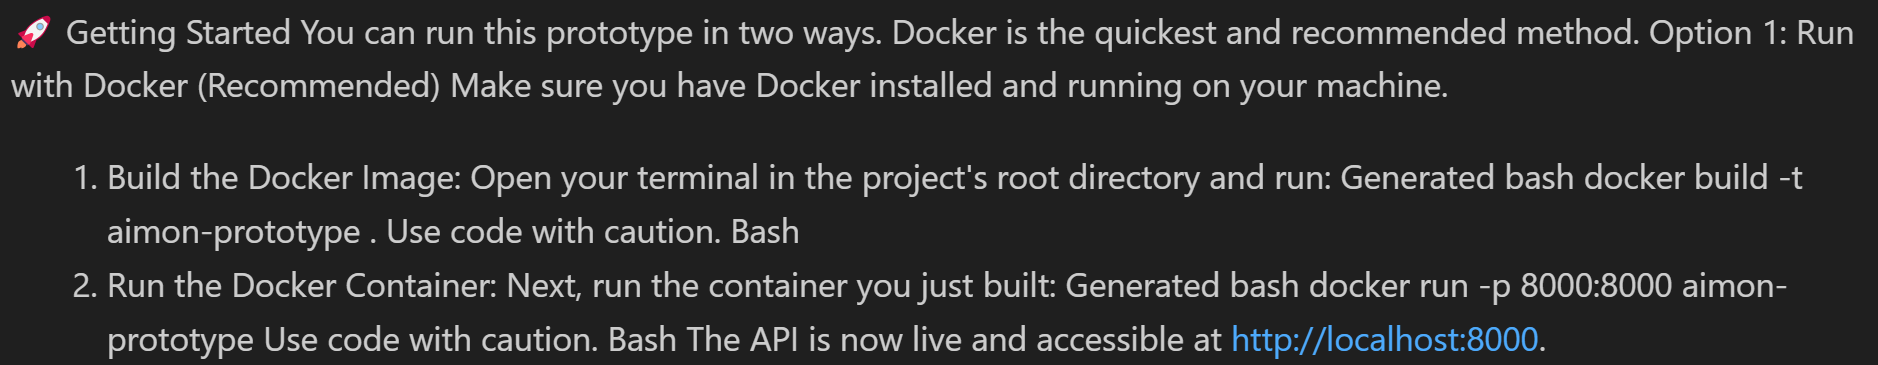 🚀 Getting Started You can run this prototype in two ways. Docker is the quickest and recommended method. Option 1: Run
with Docker (Recommended) Make sure you have Docker installed and running on your machine.
1. Build the Docker Image: Open your terminal in the project's root directory and run: Generated bash docker build -t
aimon-prototype . Use code with caution. Bash
2. Run the Docker Container: Next, run the container you just built: Generated bash docker run -p 8000:8000 aimon-
prototype Use code with caution. Bash The API is now live and accessible at http://localhost:8000.